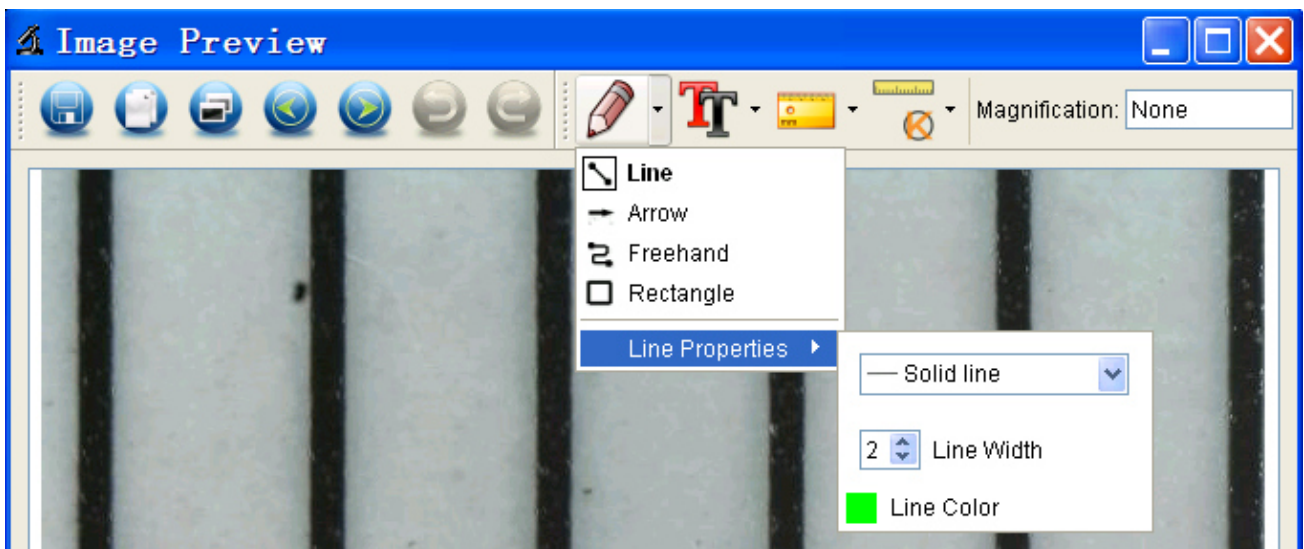 Image Preview
Magnification: None
Line
Arrow
Freehand
Rectangle
Line Properties
Solid line
2 Line Width
Line Color